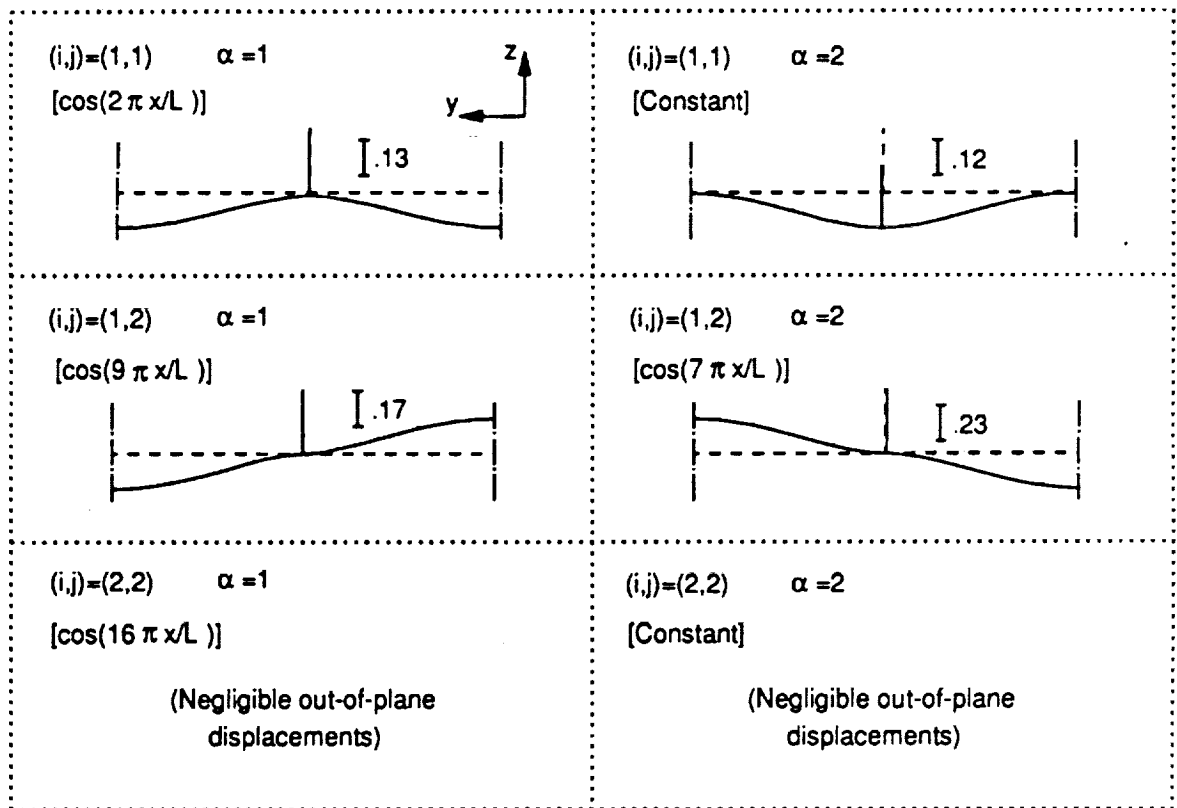 (i,j)=(1,1) α =1
[cos(2 π x/L )]
z
y
.13
(i,j)=(1,1) α =2
[Constant]
.12
(i,j)=(1,2) α =1
[cos(9 π x/L )]
.17
(i,j)=(1,2) α =2
[cos(7 π x/L )]
.23
(i,j)=(2,2) α =1
[cos(16 π x/L )]
(Negligible out-of-plane
displacements)
(i,j)=(2,2) α =2
[Constant]
(Negligible out-of-plane
displacements)